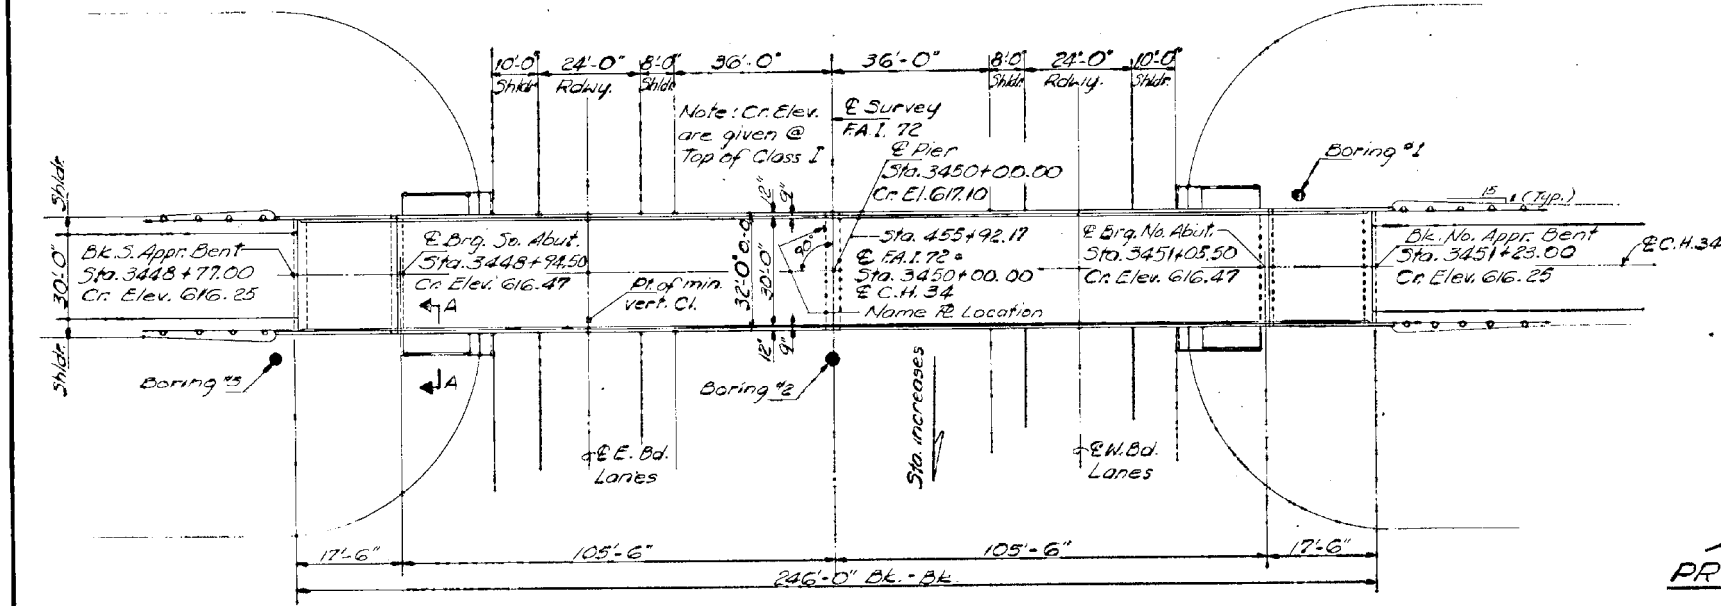 10'-0" 24'-0" 8'-0" 36'-0" 36'-0" 8'-0" 24'-0" 10'-0"
Shldr. Rdwy. Shldr. Shldr. Rdwy. Shldr.
Note: Cr. Elev.
are given @
Top of Class I
℄ Survey
F.A.I. 72
℄ Pier
Sta. 3450+00.00
Cr. El. 617.10
Boring #1
15
1 (Typ.)
Shldr.
30'-0"
Shldr.
Bk. S. Appr. Bent
Sta. 3448+77.00
Cr. Elev. 616.25
℄ Brg. So. Abut.
Sta. 3448+94.50
Cr. Elev. 616.47
A
A
Pt. of min.
vert. Cl.
12" 9"
32'-0" O.-O.
30'-0"
12" 9"
90°
Sta. 455+92.17
℄ F.A.I. 72 =
Sta. 3450+00.00
℄ C.H. 34
Name ℄ Location
℄ Brg. No. Abut.
Sta. 3451+05.50
Cr. Elev. 616.47
Bk. No. Appr. Bent
Sta. 3451+23.00
Cr. Elev. 616.25
℄ C.H. 34
Boring #3
Boring #2
Sta. increases
℄ E. Bd.
Lanes
℄ W. Bd.
Lanes
17'-6" 105'-6" 105'-6" 17'-6"
246'-0" Bk. - Bk.
PR